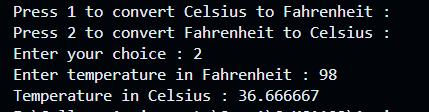 Press 1 to convert Celsius to Fahrenheit :
Press 2 to convert Fahrenheit to Celsius :
Enter your choice : 2
Enter temperature in Fahrenheit : 98
Temperature in Celsius : 36.666667